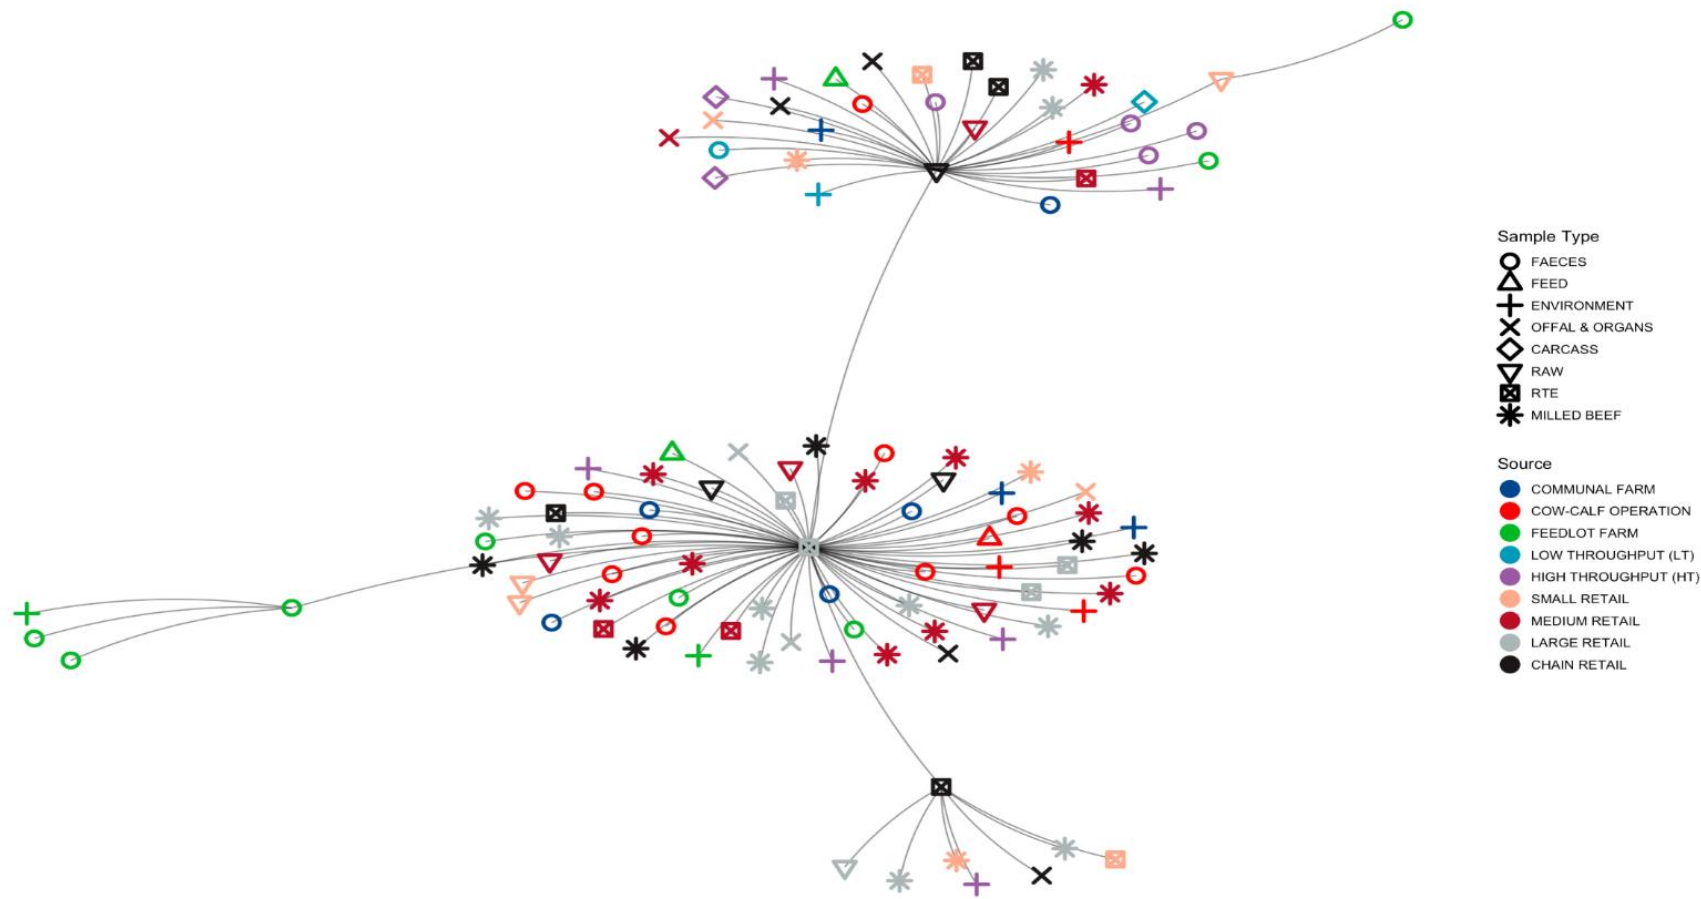 Sample Type
FAECES
FEED
ENVIRONMENT
OFFAL & ORGANS
CARCASS
RAW
RTE
MILLED BEEF
Source
COMMUNAL FARM
COW-CALF OPERATION
FEEDLOT FARM
LOW THROUGHPUT (LT)
HIGH THROUGHPUT (HT)
SMALL RETAIL
MEDIUM RETAIL
LARGE RETAIL
CHAIN RETAIL